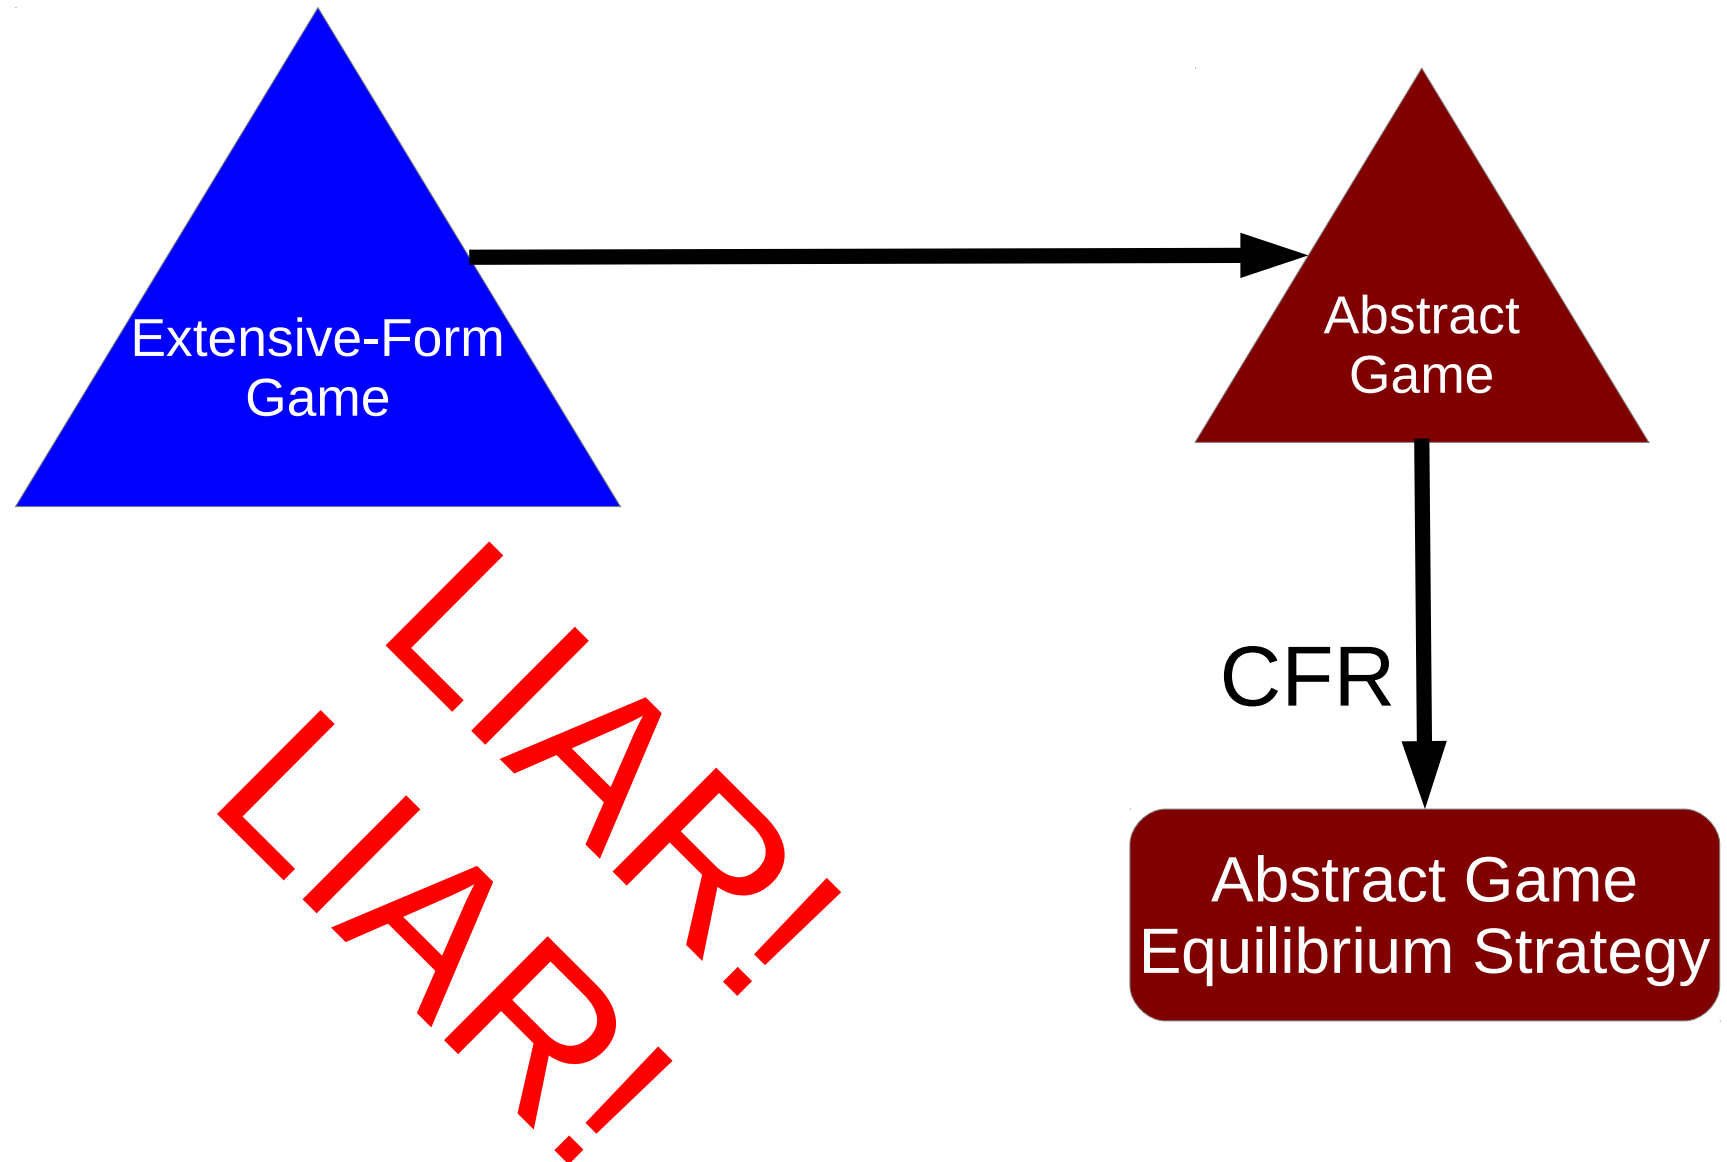 Extensive-Form
Game
Abstract
Game
CFR
LIAR!
LIAR!
Abstract Game
Equilibrium Strategy